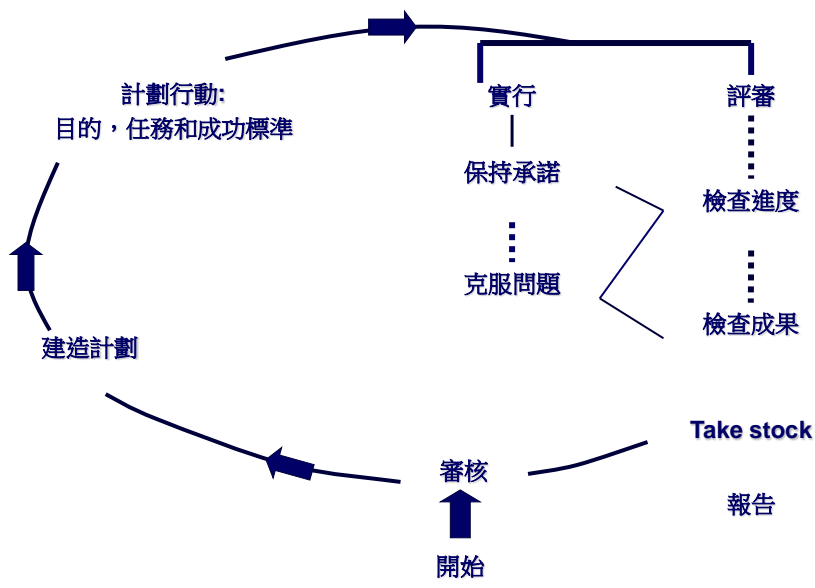 計劃行動:
目的，任務和成功標準
實行
評審
保持承諾
檢查進度
克服問題
檢查成果
建造計劃
Take stock
審核
報告
開始